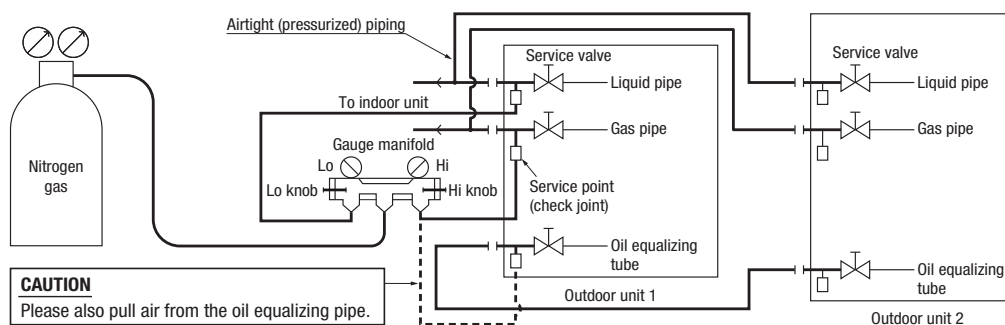 Airtight (pressurized) piping
Service valve
Liquid pipe
To indoor unit
Gas pipe
Gauge manifold
Lo
Hi
Lo knob
Hi knob
Service point
(check joint)
Nitrogen
gas
Oil equalizing
tube
Outdoor unit 1
CAUTION
Please also pull air from the oil equalizing pipe.
Service valve
Liquid pipe
Gas pipe
Oil equalizing
tube
Outdoor unit 2